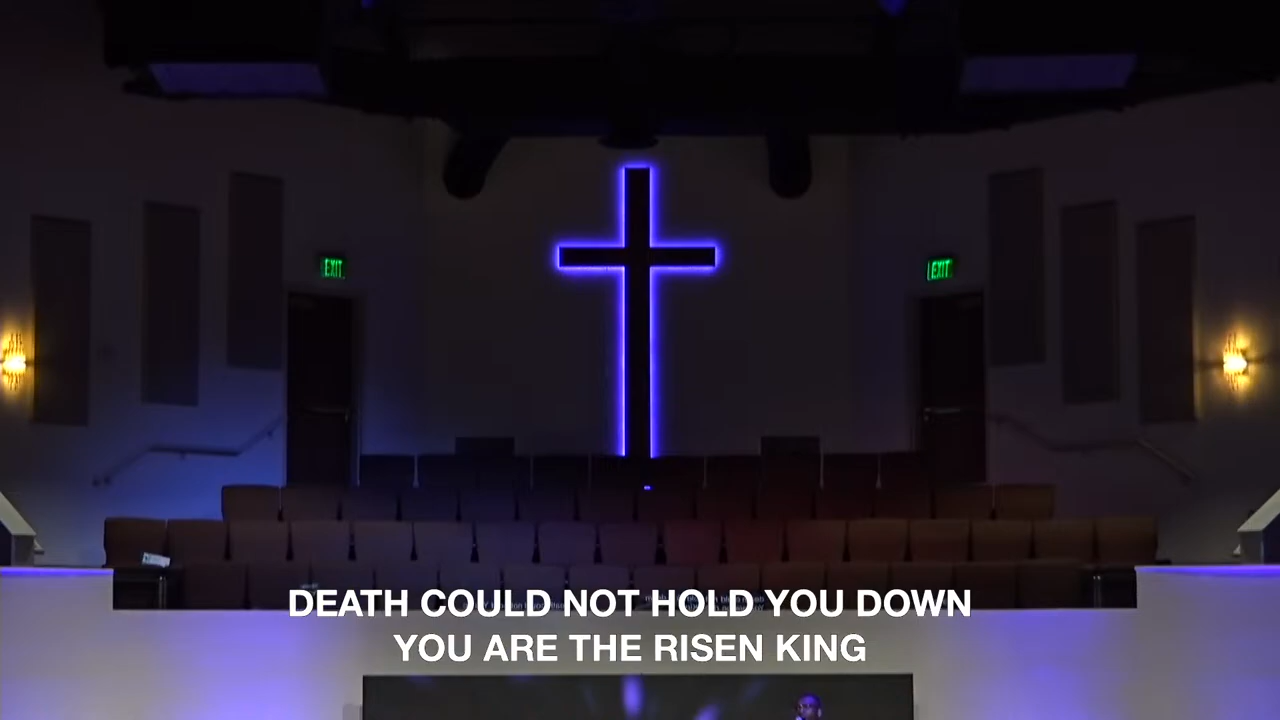 EXIT
EXIT
DEATH COULD NOT HOLD YOU DOWN
YOU ARE THE RISEN KING